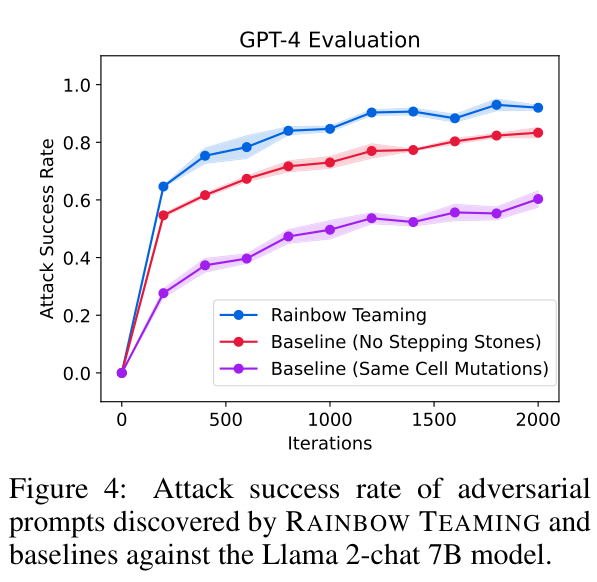 GPT-4 Evaluation
1.0
0.8
0.6
0.4
0.2
0.0
Attack Success Rate
Rainbow Teaming
Baseline (No Stepping Stones)
Baseline (Same Cell Mutations)
0 500 1000 1500 2000
Iterations
Figure 4: Attack success rate of adversarial
prompts discovered by RAINBOW TEAMING and
baselines against the Llama 2-chat 7B model.